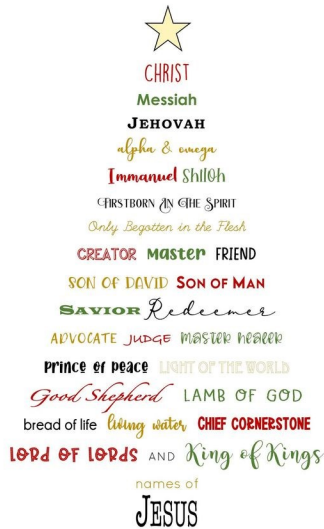 CHRIST
Messiah
JEHOVAH
alpha & omega
Immanuel Shiloh
FIRSTBORN IN THE SPIRIT
Only Begotten in the Flesh
CREATOR master FRIEND
SON OF DAVID SON OF MAN
SAVIOR Redeemer
ADVOCATE JUDGE MASTER HEALER
Prince of peace LIGHT OF THE WORLD
Good Shepherd LAMB OF GOD
bread of life living water CHIEF CORNERSTONE
LORD OF LORDS AND King of Kings
names of
JESUS